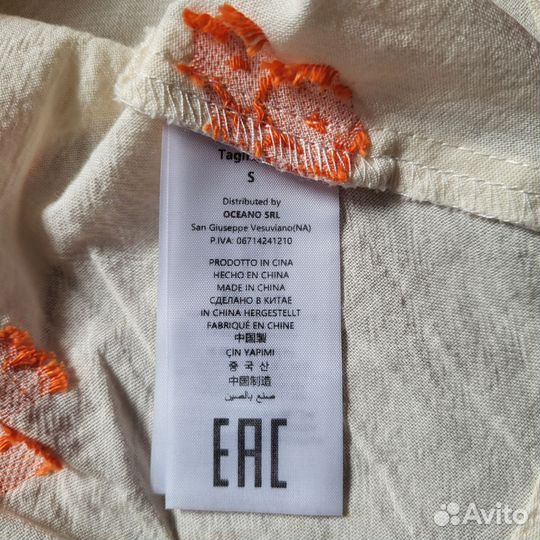 S
Distributed by
OCEANO SRL
San Giuseppe Vesuviano(NA)
P.IVA: 06714241210
PRODOTTO IN CINA
HECHO EN CHINA
MADE IN CHINA
СДЕЛАНО В КИТАЕ
IN CHINA HERGESTELLT
FABRIQUÉ EN CHINE
中国製
ÇİN YAPIMI
중국산
中国制造
صنع بالصين
EAC
Avito